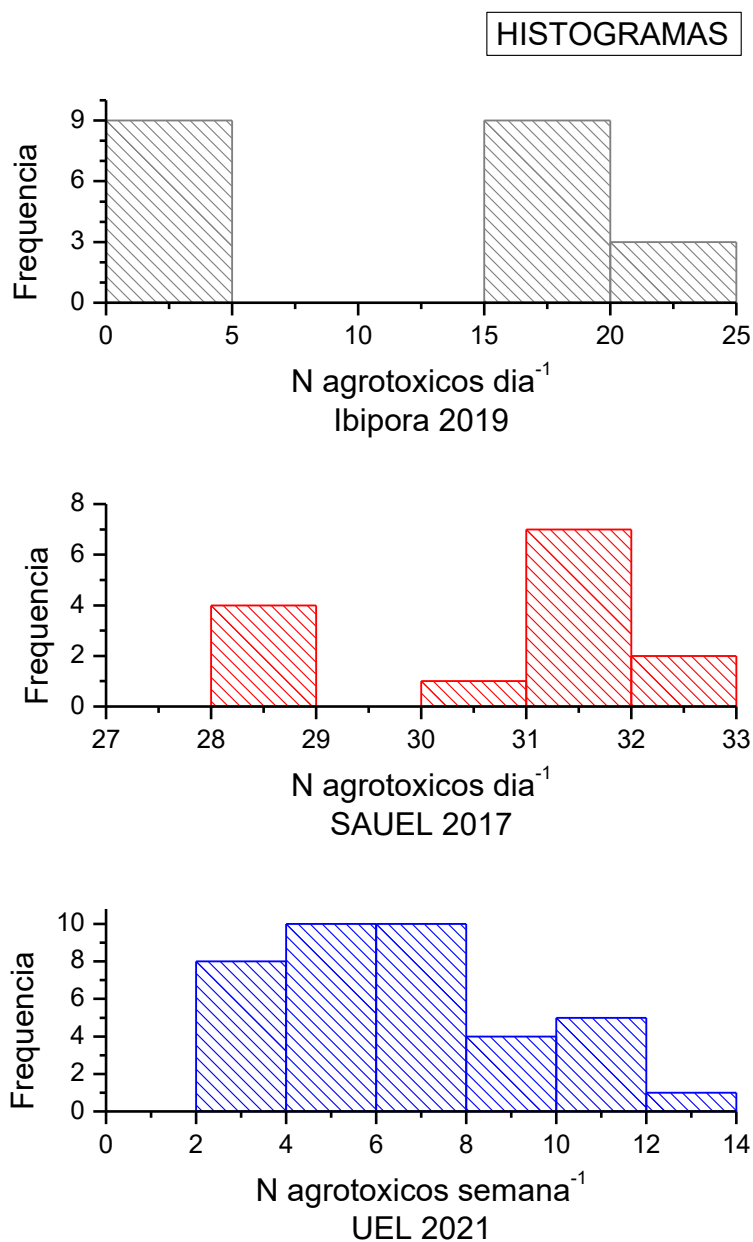 HISTOGRAMAS
9
6
3
0
Frequencia
0 5 10 15 20 25
N agrotoxicos dia⁻¹
Ibipora 2019
8
6
4
2
0
Frequencia
27 28 29 30 31 32 33
N agrotoxicos dia⁻¹
SAUEL 2017
10
8
6
4
2
0
Frequencia
0 2 4 6 8 10 12 14
N agrotoxicos semana⁻¹
UEL 2021